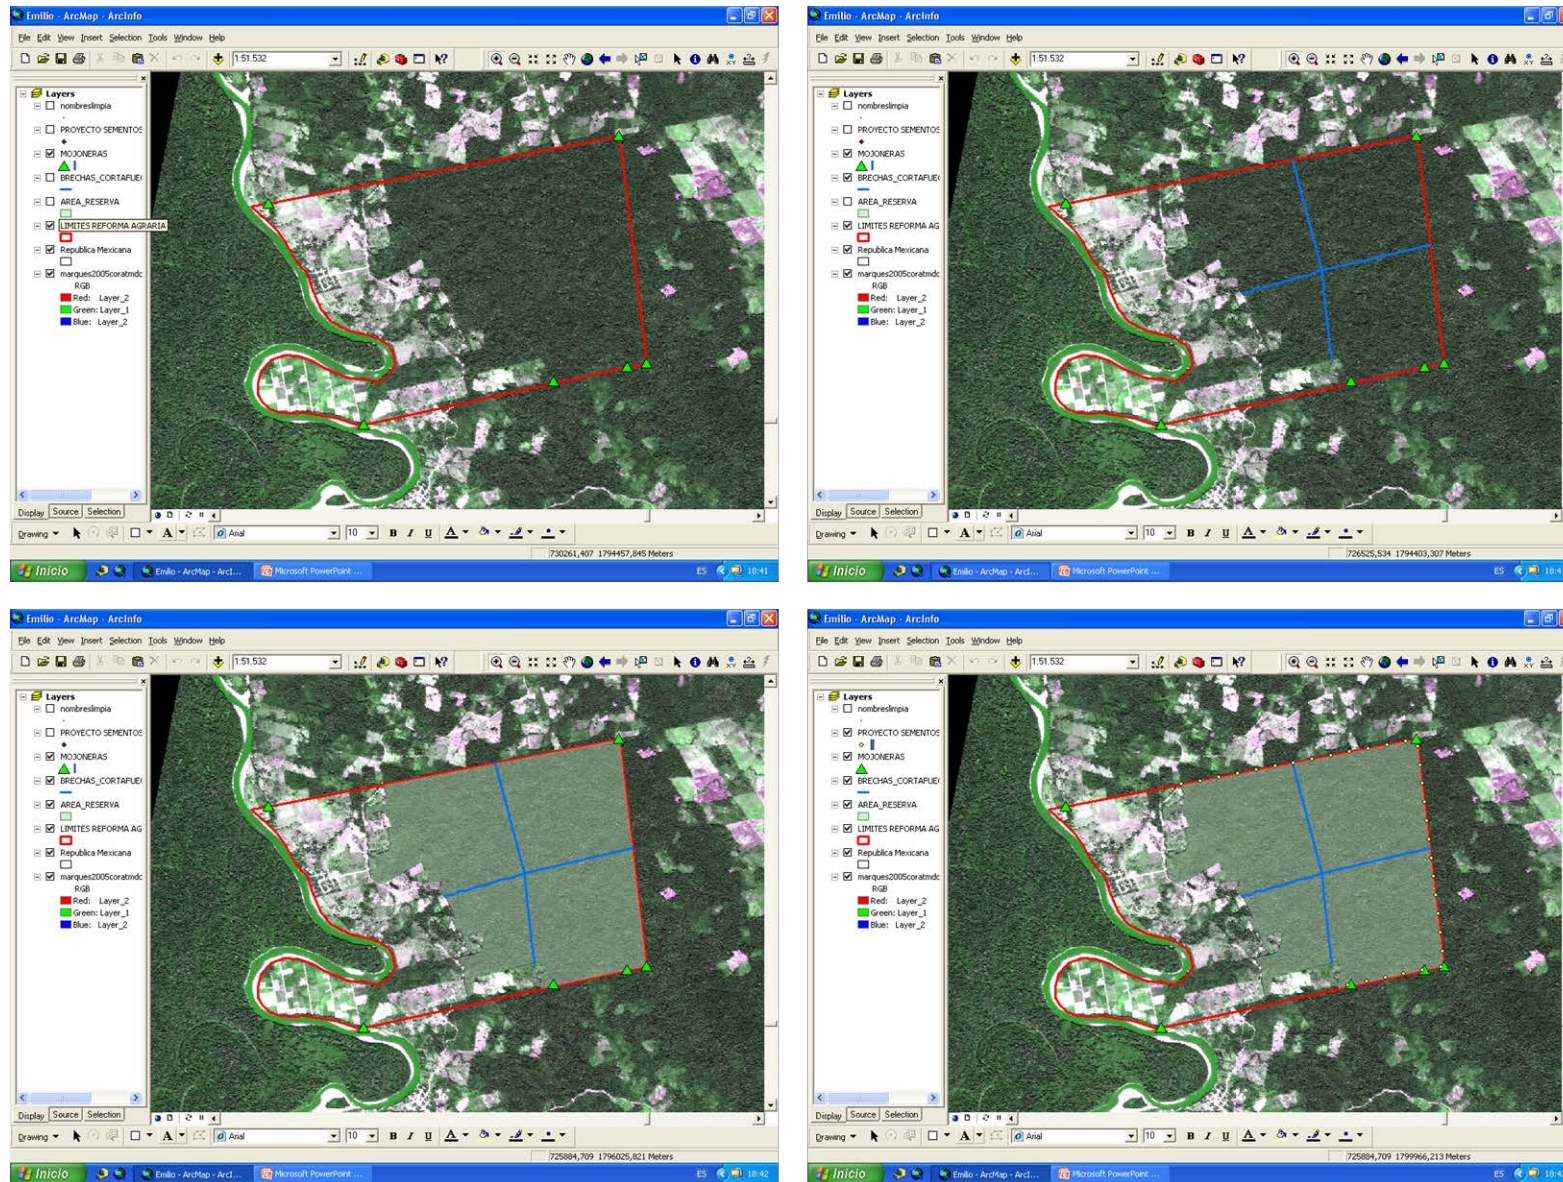 Emilio - ArcMap - ArcInfo
File Edit View Insert Selection Tools Window Help
1:51.532
Layers
nombreslimpia
PROYECTO SEMENTOS
MOJONERAS
BRECHAS_CORTAFUE
AREA_RESERVA
LIMITES REFORMA AGRARIA
Republica Mexicana
marques2005coratmdc
RGB
Red: Layer_2
Green: Layer_1
Blue: Layer_2
Display Source Selection
Drawing A Arial 10 B I U A
730261,407 1794457,845 Meters
Inicio Emilio - ArcMap - ArcI... Microsoft PowerPoint ... ES 18:41
Emilio - ArcMap - ArcInfo
File Edit View Insert Selection Tools Window Help
1:51.532
Layers
nombreslimpia
PROYECTO SEMENTOS
MOJONERAS
BRECHAS_CORTAFUE
AREA_RESERVA
LIMITES REFORMA AG
Republica Mexicana
marques2005coratmdc
RGB
Red: Layer_2
Green: Layer_1
Blue: Layer_2
Display Source Selection
Drawing A Arial 10 B I U A
726525,534 1794403,307 Meters
Inicio Emilio - ArcMap - ArcI... Microsoft PowerPoint ... ES
Emilio - ArcMap - ArcInfo
File Edit View Insert Selection Tools Window Help
1:51.532
Layers
nombreslimpia
PROYECTO SEMENTOS
MOJONERAS
BRECHAS_CORTAFUE
AREA_RESERVA
LIMITES REFORMA AG
Republica Mexicana
marques2005coratmdc
RGB
Red: Layer_2
Green: Layer_1
Blue: Layer_2
Display Source Selection
Drawing A Arial 10 B I U A
725884,709 1796025,821 Meters
Inicio Emilio - ArcMap - ArcI... Microsoft PowerPoint ... ES 18:42
Emilio - ArcMap - ArcInfo
File Edit View Insert Selection Tools Window Help
1:51.532
Layers
nombreslimpia
PROYECTO SEMENTOS
MOJONERAS
BRECHAS_CORTAFUE
AREA_RESERVA
LIMITES REFORMA AG
Republica Mexicana
marques2005coratmdc
RGB
Red: Layer_2
Green: Layer_1
Blue: Layer_2
Display Source Selection
Drawing A Arial 10 B I U A
725884,709 1799966,213 Meters
Inicio Emilio - ArcMap - ArcI... Microsoft PowerPoint ... ES